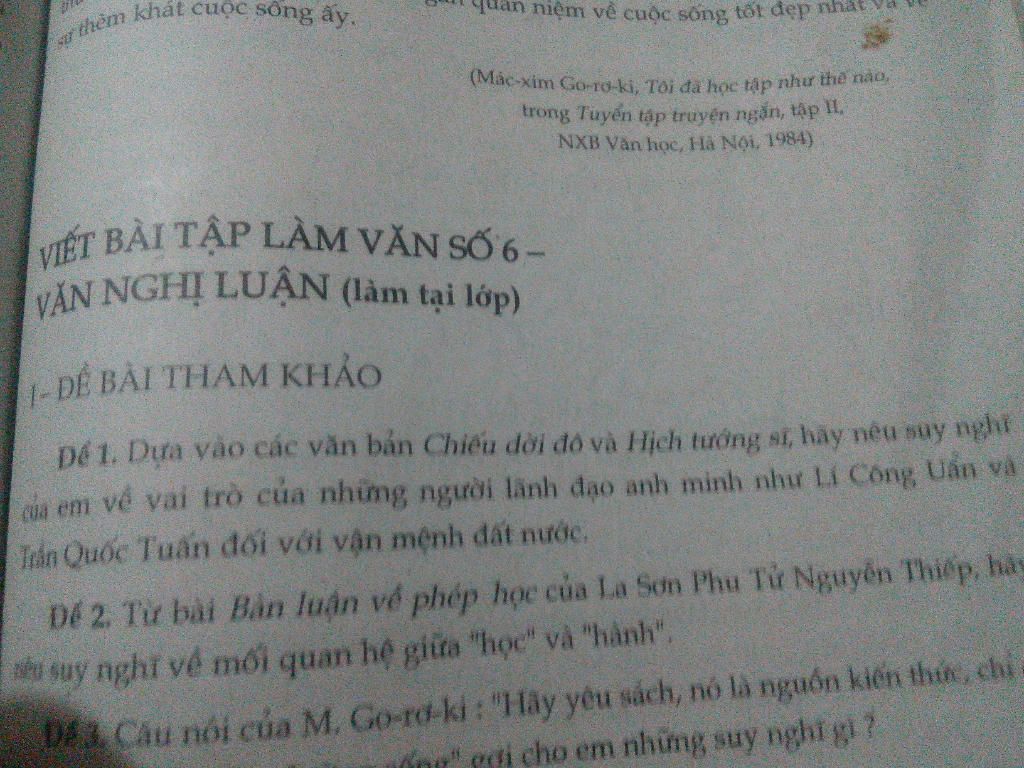 sự thèm khát cuộc sống ấy.
quan niệm về cuộc sống tốt đẹp nhất và về
(Mác-xim Go-rơ-ki, Tôi đã học tập như thế nào,
trong Tuyển tập truyện ngắn, tập II,
NXB Văn học, Hà Nội, 1984)
VIẾT BÀI TẬP LÀM VĂN SỐ 6 –
VĂN NGHỊ LUẬN (làm tại lớp)
I - ĐỀ BÀI THAM KHẢO
Đề 1. Dựa vào các văn bản Chiếu dời đô và Hịch tướng sĩ, hãy nêu suy nghĩ
của em về vai trò của những người lãnh đạo anh minh như Lí Công Uẩn và
Trần Quốc Tuấn đối với vận mệnh đất nước.
Đề 2. Từ bài Bàn luận về phép học của La Sơn Phu Tử Nguyễn Thiếp, hãy
nêu suy nghĩ về mối quan hệ giữa "học" và "hành".
Đề 3. Câu nói của M. Go-rơ-ki : "Hãy yêu sách, nó là nguồn kiến thức, chỉ
sống" gợi cho em những suy nghĩ gì ?